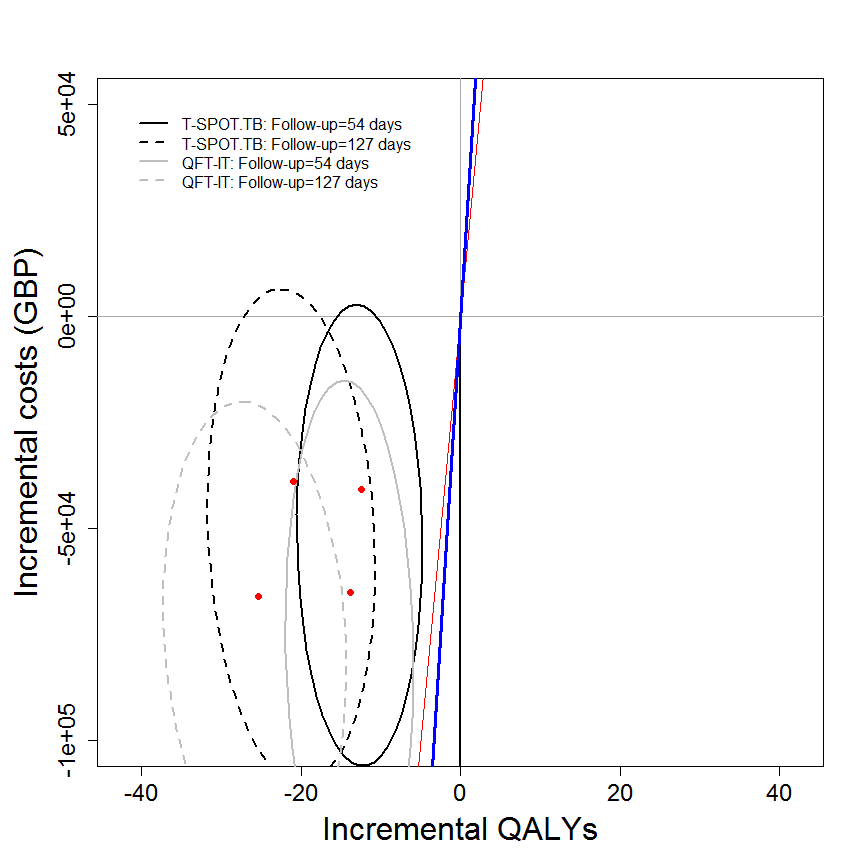 T-SPOT.TB: Follow-up=54 days
T-SPOT.TB: Follow-up=127 days
QFT-IT: Follow-up=54 days
QFT-IT: Follow-up=127 days
Incremental costs (GBP)
5e+04
0e+00
-5e+04
-1e+05
-40 -20 0 20 40
Incremental QALYs